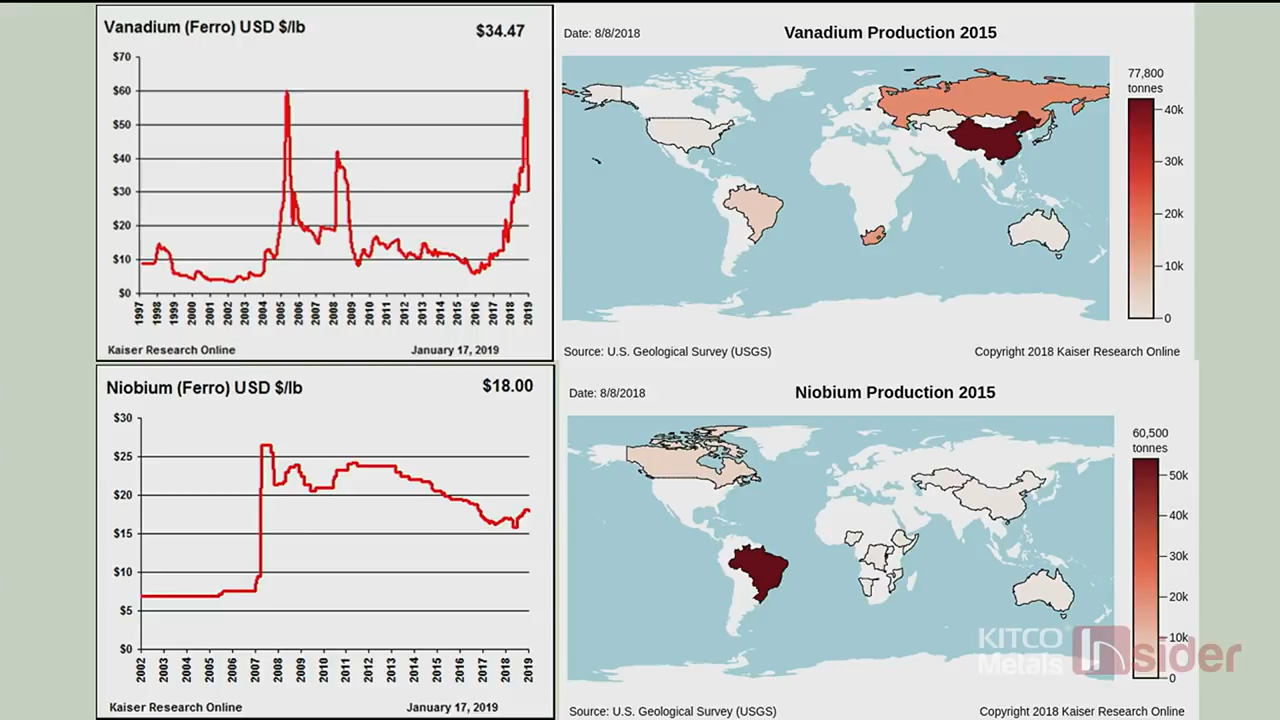 Vanadium (Ferro) USD $/lb $34.47
$70
$60
$50
$40
$30
$20
$10
$0
1997 1998 1999 2000 2001 2002 2003 2004 2005 2006 2007 2008 2009 2010 2011 2012 2013 2014 2015 2016 2017 2018 2019
Kaiser Research Online January 17, 2019
Date: 8/8/2018 Vanadium Production 2015
77,800
tonnes
40k
30k
20k
10k
0
Source: U.S. Geological Survey (USGS) Copyright 2018 Kaiser Research Online
Niobium (Ferro) USD $/lb $18.00
$30
$25
$20
$15
$10
$5
$0
2002 2003 2004 2005 2006 2007 2008 2009 2010 2011 2012 2013 2014 2015 2016 2017 2018 2019
Kaiser Research Online January 17, 2019
Date: 8/8/2018 Niobium Production 2015
60,500
tonnes
50k
40k
30k
20k
10k
0
Source: U.S. Geological Survey (USGS) Copyright 2018 Kaiser Research Online
KITCO
Metals Insider